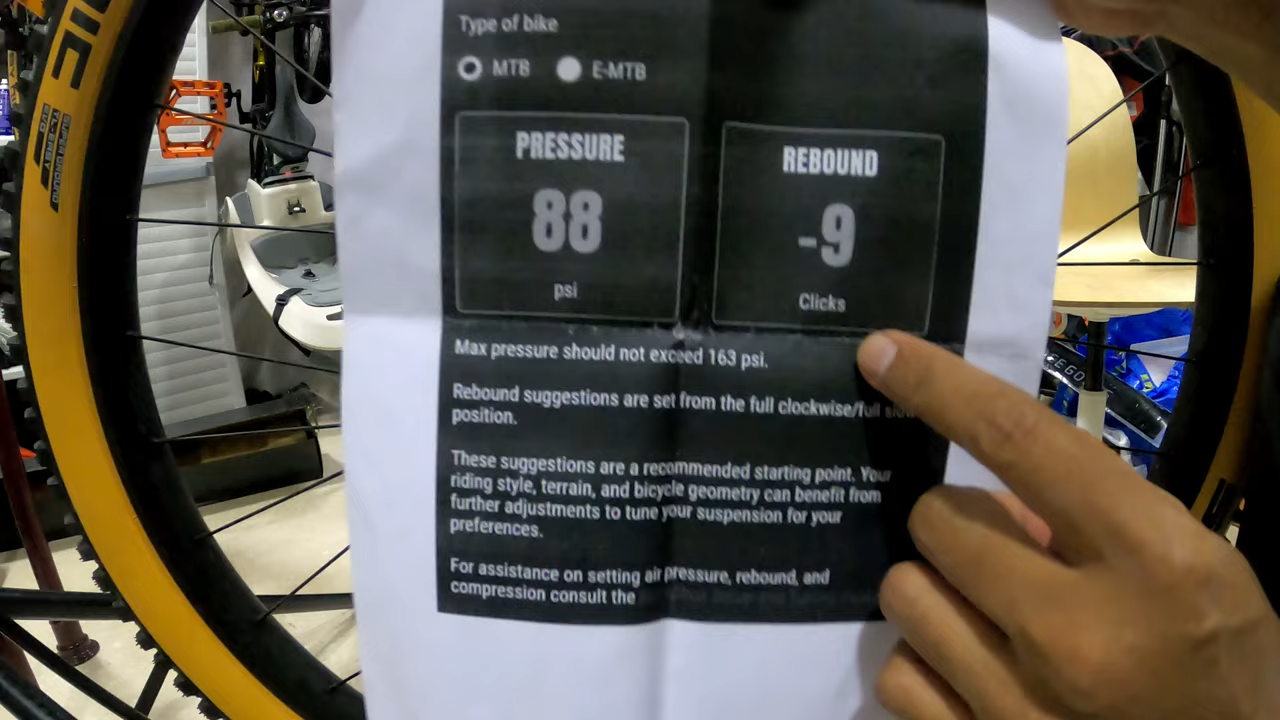 Type of bike
MTB E-MTB
PRESSURE
88
psi
REBOUND
-9
Clicks
Max pressure should not exceed 163 psi.
Rebound suggestions are set from the full clockwise/full slow
position.
These suggestions are a recommended starting point. Your
riding style, terrain, and bicycle geometry can benefit from
further adjustments to tune your suspension for your
preferences.
For assistance on setting air pressure, rebound, and
compression consult the
SUPER GROUND